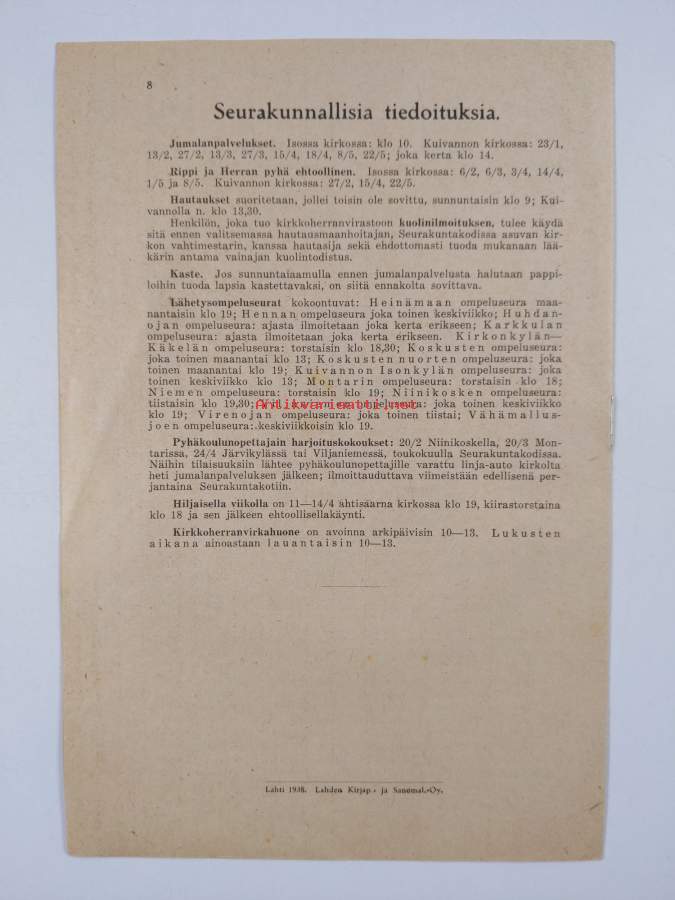 8
Seurakunnallisia tiedoituksia.
Jumalanpalvelukset. Isossa kirkossa: klo 10. Kuivannon kirkossa: 23/1,
13/2, 27/2, 13/3, 27/3, 15/4, 18/4, 8/5, 22/5; joka kerta klo 14.
Rippi ja Herran pyhä ehtoollinen. Isossa kirkossa: 6/2, 6/3, 3/4, 14/4,
1/5 ja 8/5. Kuivannon kirkossa: 27/2, 15/4, 22/5.
Hautaukset suoritetaan, jollei toisin ole sovittu, sunnuntaisin klo 9; Kui-
vannolla n. klo 13,30.
Henkilön, joka tuo kirkkoherranvirastoon kuolinilmoituksen, tulee käydä
sitä ennen valitsemassa hautausmaanhoitajan, Seurakuntakodissa asuvan kir-
kon vahtimestarin, kanssa hautasija sekä ehdottomasti tuoda mukanaan lää-
kärin antama vainajan kuolintodistus.
Kaste. Jos sunnuntaiaamulla ennen jumalanpalvelusta halutaan pappi-
loihin tuoda lapsia kastettavaksi, on siitä ennakolta sovittava.
Lähetysompeluseurat kokoontuvat: Heinämaan ompeluseura maa-
nantaisin klo 19; Hennan ompeluseura joka toinen keskiviikko; Huhdan-
ojan ompeluseura: ajasta ilmoitetaan joka kerta erikseen; Karkkulan
ompeluseura: ajasta ilmoitetaan joka kerta erikseen. Kirkonkylän—
Käkelän ompeluseura: torstaisin klo 18,30; Koskusten ompeluseura:
joka toinen maanantai klo 13; Koskusten nuorten ompeluseura: joka
toinen maanantai klo 19; Kuivannon Isonkylän ompeluseura: joka
toinen keskiviikko klo 13; Montarin ompeluseura: torstaisin klo 18;
Niemen ompeluseura: torstaisin klo 19; Niinikosken ompeluseura:
tiistaisin klo 19,30; ompeluseura: joka toinen keskiviikko
Antikvariaatti.net
klo 19; Virenojan ompeluseura: joka toinen tiistai; Vähämallus-
joen ompeluseura: keskiviikkoisin klo 19.
Pyhäkoulunopettajain harjoituskokoukset: 20/2 Niinikoskella, 20/3 Mon-
tarissa, 24/4 Järvikylässä tai Viljaniemessä, toukokuulla Seurakuntakodissa.
Näihin tilaisuuksiin lähtee pyhäkoulunopettajille varattu linja-auto kirkolta
heti jumalanpalveluksen jälkeen; ilmoittauduttava viimeistään edellisenä per-
jantaina Seurakuntakotiin.
Hiljaisella viikolla on 11—14/4 ähtisaarna kirkossa klo 19, kiirastorstaina
klo 18 ja sen jälkeen ehtoollisellakäynti.
Kirkkoherranvirkahuone on avoinna arkipäivisin 10—13. Lukusten
aikana ainoastaan lauantaisin 10—13.
Lahti 1938. Lahden Kirjap.- ja Sanomal.-Oy.